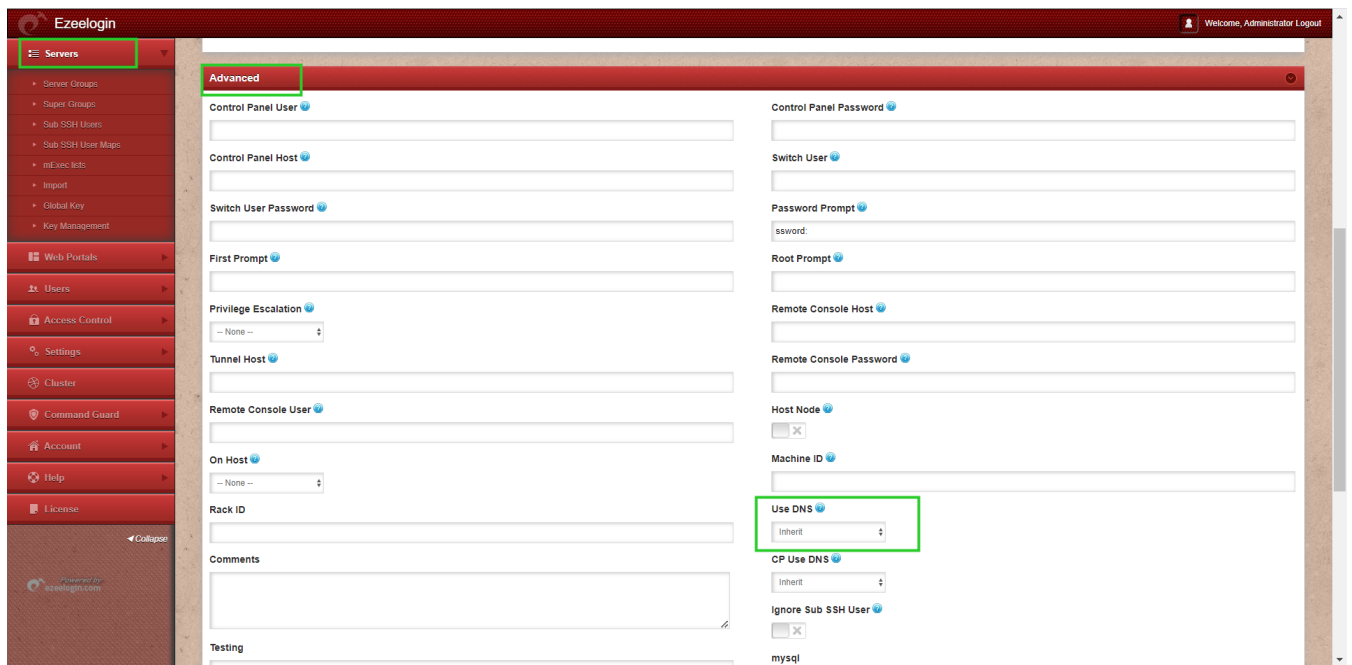 Ezeelogin
Welcome, Administrator Logout
Servers
Server Groups
Super Groups
Sub SSH Users
Sub SSH User Maps
mExec lists
Import
Global Key
Key Management
Web Portals
Users
Access Control
Settings
Cluster
Command Guard
Account
Help
License
Collapse
Powered by
ezeelogin.com
Advanced
Control Panel User
Control Panel Password
Control Panel Host
Switch User
Switch User Password
Password Prompt
ssword:
First Prompt
Root Prompt
Privilege Escalation
-- None --
Remote Console Host
Tunnel Host
Remote Console Password
Remote Console User
Host Node
On Host
-- None --
Machine ID
Rack ID
Use DNS
Inherit
Comments
CP Use DNS
Inherit
Ignore Sub SSH User
Testing
mysql